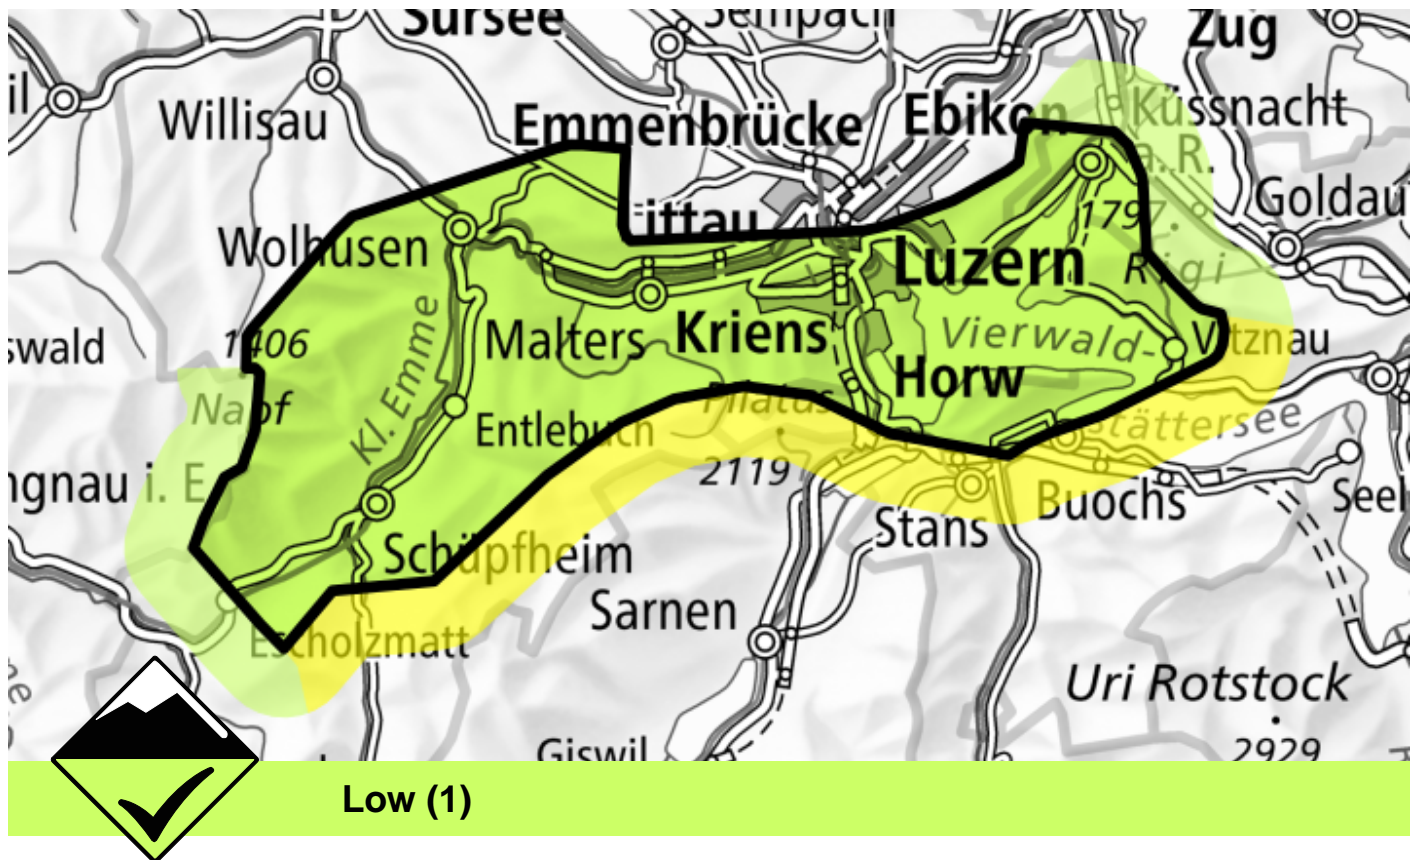 Sursee
Sempach
Zug
il
Willisau
Emmenbrücke
Ebikon
Küssnacht
a. R.
Goldau
Wolhusen
ittau
1797
Luzern
Rigi
swald
1406
Napf
Kl. Emme
Malters
Kriens
Vierwald-
Vitznau
Horw
Pilatus
stättersee
Entlebuch
2119
ngnau i. E.
Stans
Buochs
Seel
Schüpfheim
Sarnen
Escholzmatt
Uri Rotstock
2929
Giswil
Low (1)